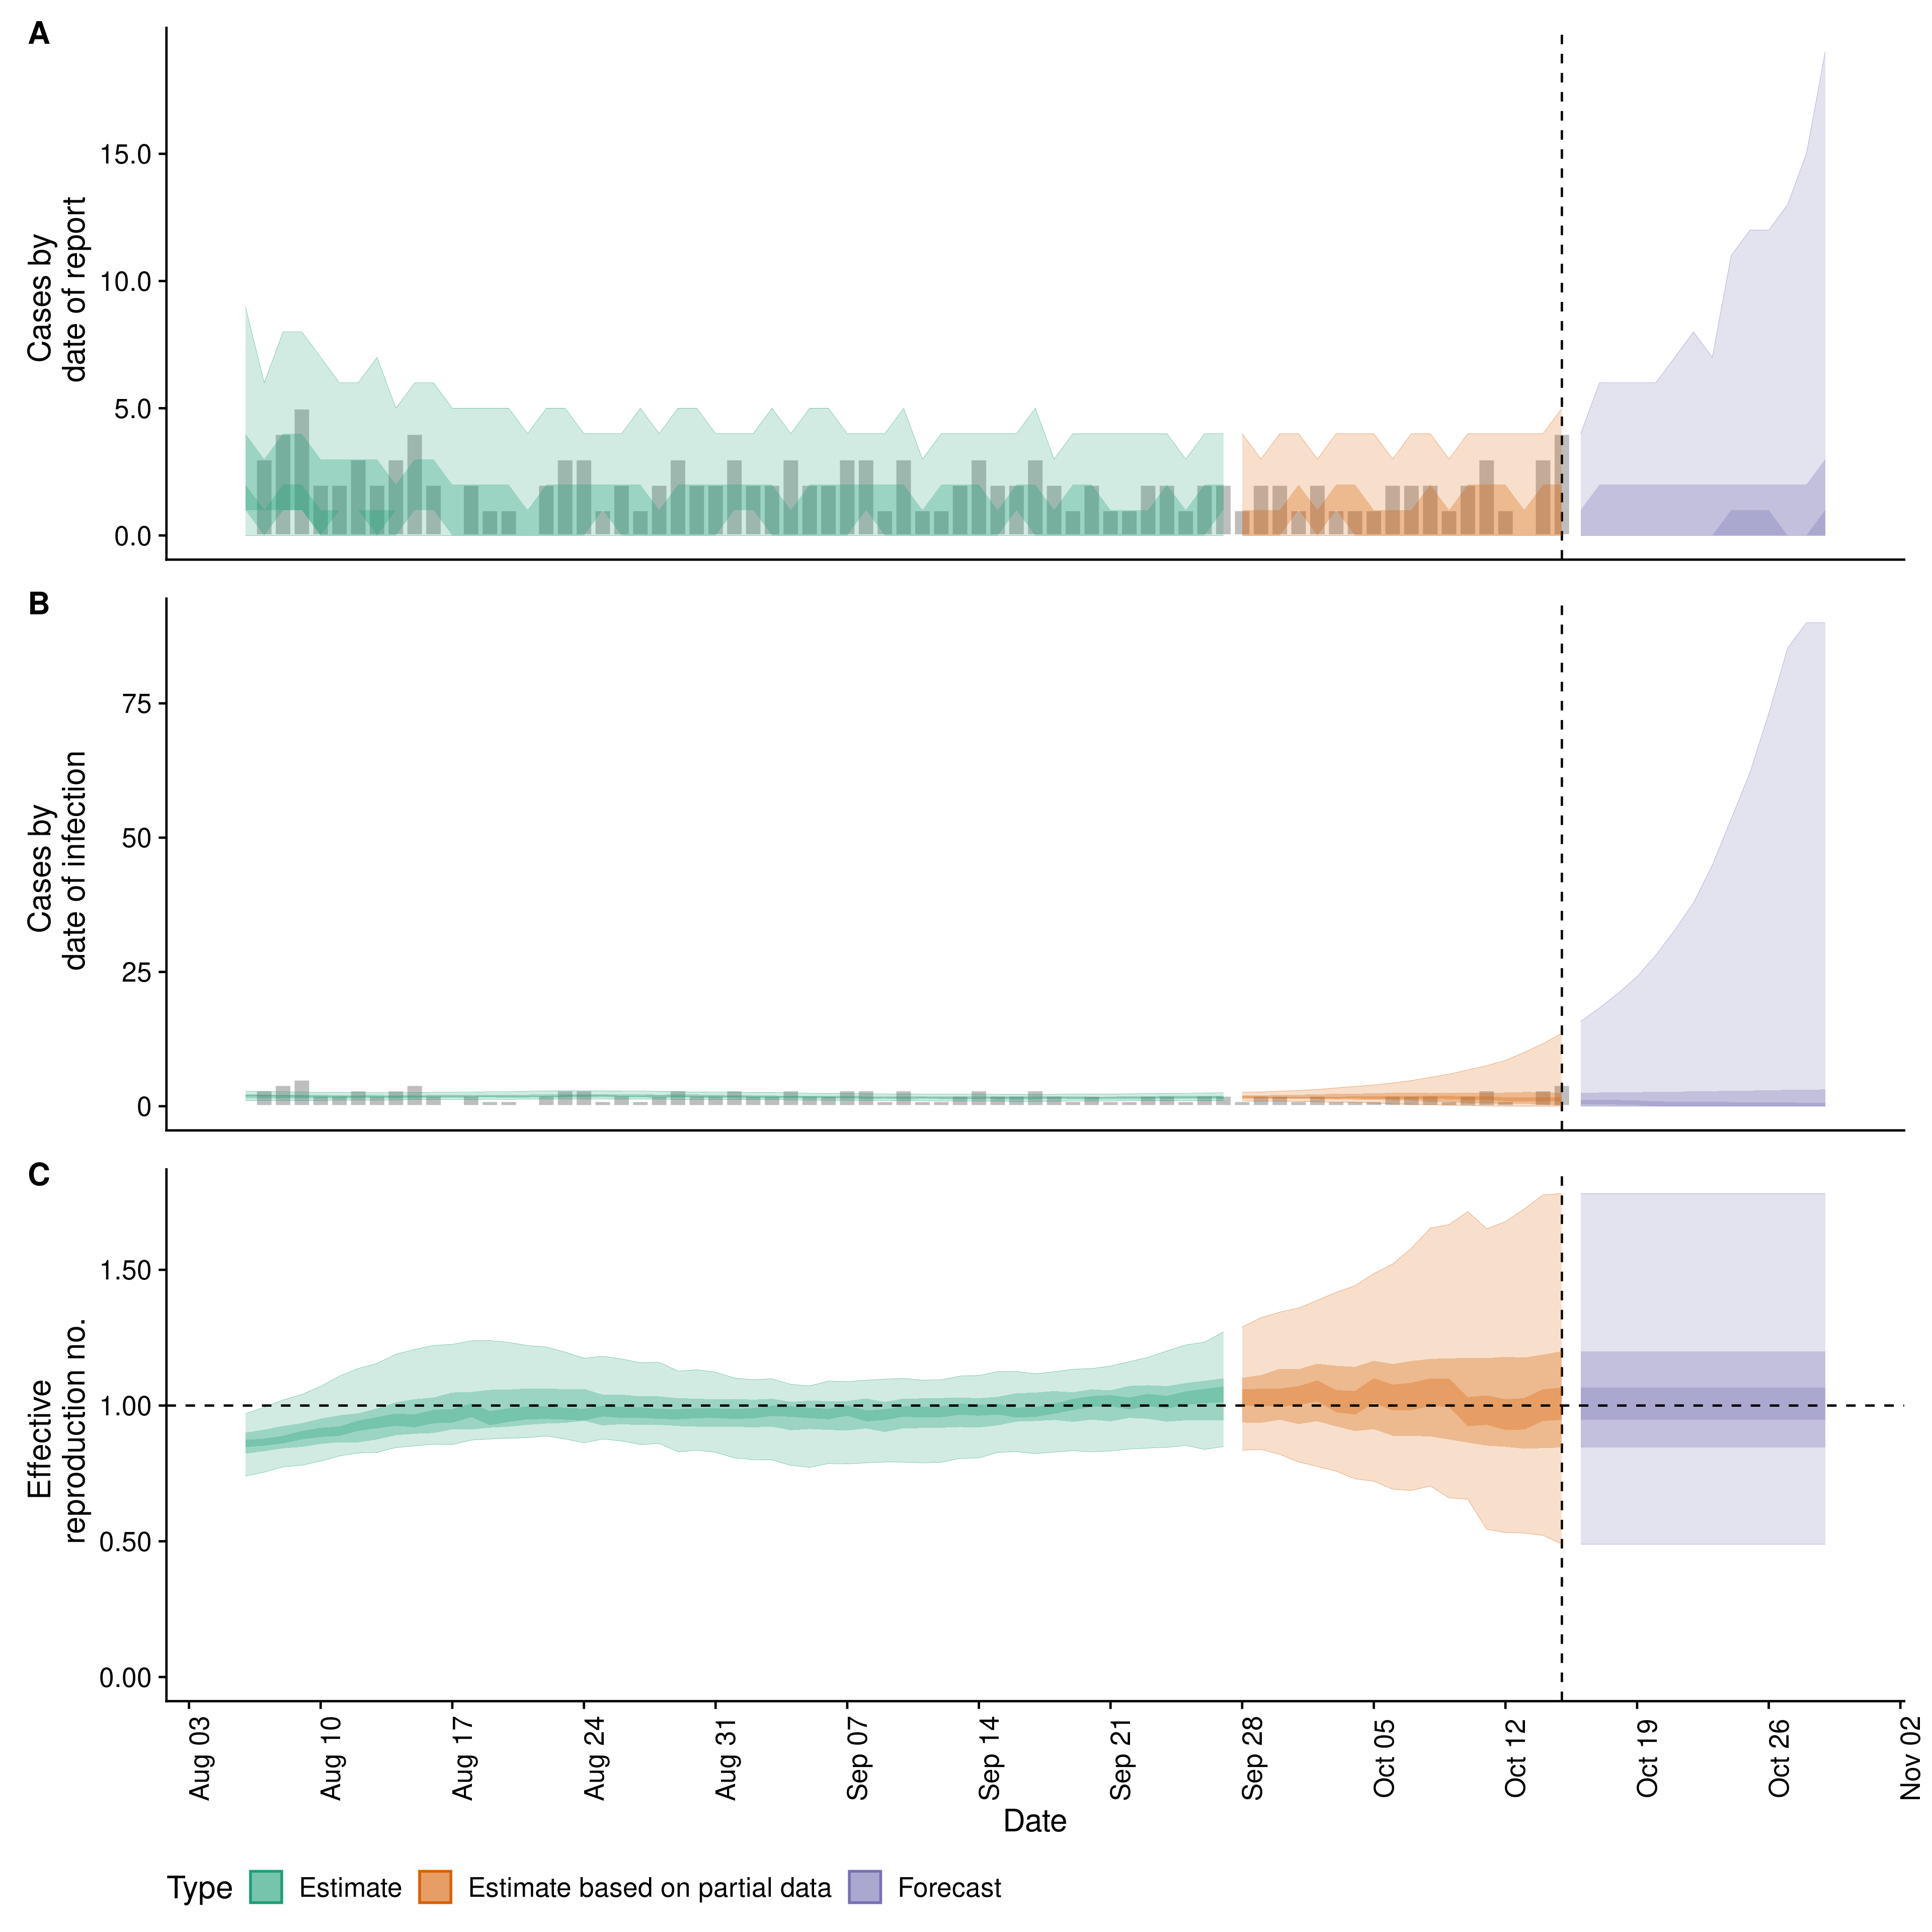 A
Cases by
date of report
15.0
10.0
5.0
0.0
B
Cases by
date of infection
75
50
25
0
C
Effective
reproduction no.
1.50
1.00
0.50
0.00
Aug 03
Aug 10
Aug 17
Aug 24
Aug 31
Sep 07
Sep 14
Sep 21
Sep 28
Oct 05
Oct 12
Oct 19
Oct 26
Nov 02
Date
Type Estimate Estimate based on partial data Forecast